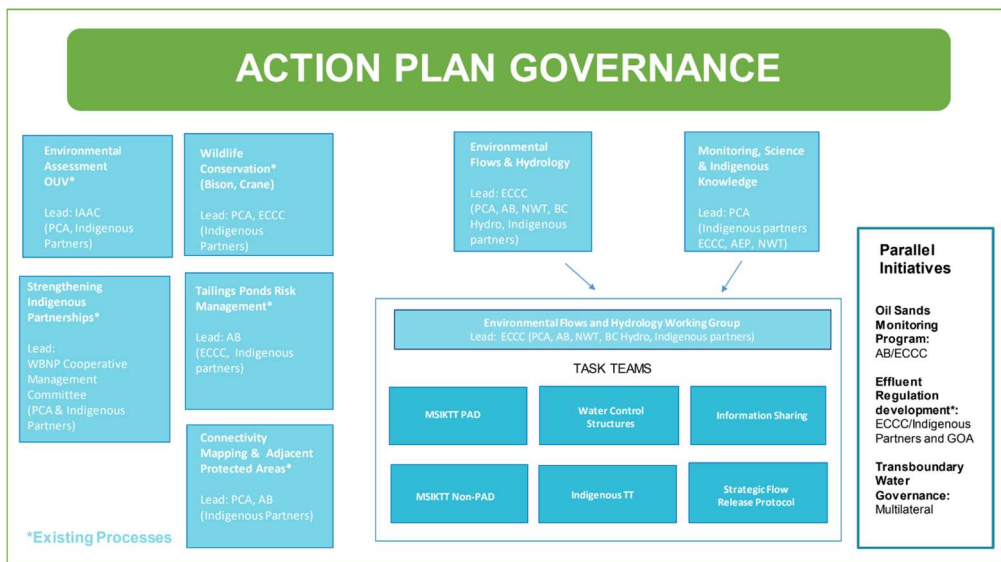 ACTION PLAN GOVERNANCE
Environmental
Assessment
OUV*
Lead: IAAC
(PCA, Indigenous
Partners)
Wildlife
Conservation*
(Bison, Crane)
Lead: PCA, ECCC
(Indigenous
Partners)
Strengthening
Indigenous
Partnerships*
Lead:
WBNP Cooperative
Management
Committee
(PCA & Indigenous
Partners)
Tailings Ponds Risk
Management*
Lead: AB
(ECCC, Indigenous
partners)
Connectivity
Mapping & Adjacent
Protected Areas*
Lead: PCA, AB
(Indigenous Partners)
*Existing Processes
Environmental
Flows & Hydrology
Lead: ECCC
(PCA, AB, NWT, BC
Hydro, Indigenous
partners)
Monitoring, Science
& Indigenous
Knowledge
Lead: PCA
(Indigenous partners
ECCC, AEP, NWT)
Environmental Flows and Hydrology Working Group
Lead: ECCC (PCA, AB, NWT, BC Hydro, Indigenous partners)
TASK TEAMS
MSIKTT PAD
Water Control
Structures
Information Sharing
MSIKTT Non-PAD
Indigenous TT
Strategic Flow
Release Protocol
Parallel
Initiatives
Oil Sands
Monitoring
Program:
AB/ECCC
Effluent
Regulation
development*:
ECCC/Indigenous
Partners and GOA
Transboundary
Water
Governance:
Multilateral